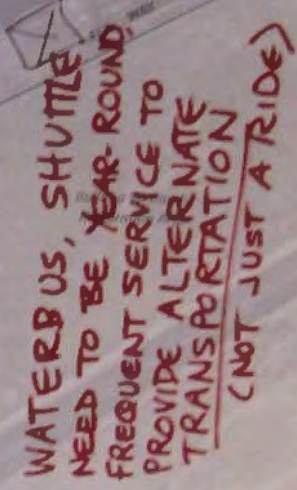 WATERBUS, SHUTTLE
NEED TO BE YEAR-ROUND,
FREQUENT SERVICE TO
PROVIDE ALTERNATE
TRANSPORTATION
(NOT JUST A RIDE)